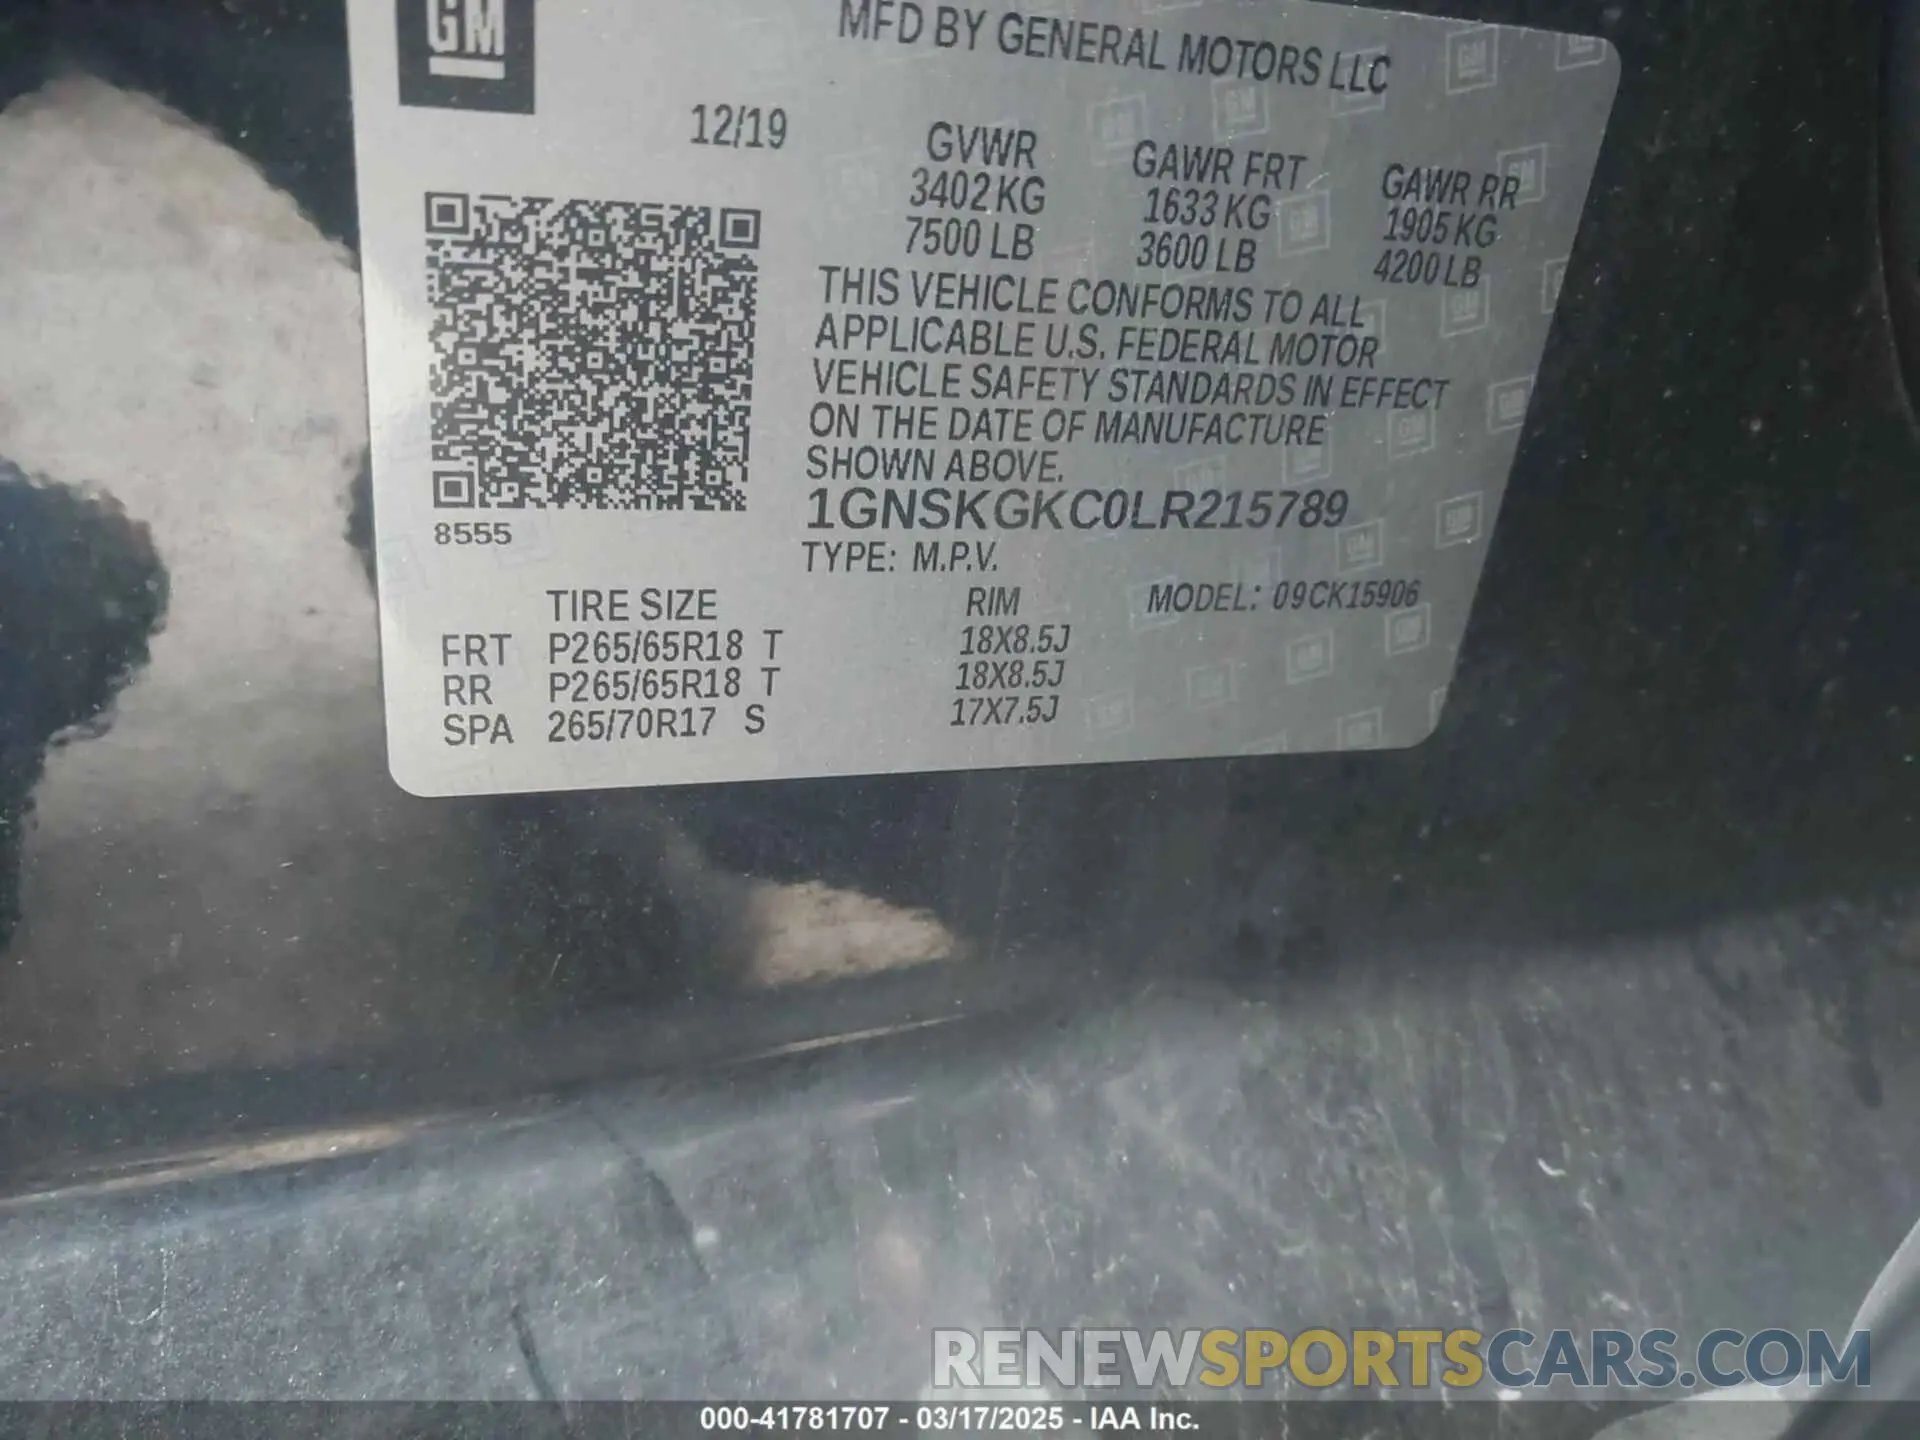 GM
MFD BY GENERAL MOTORS LLC
12/19
GVWR GAWR FRT GAWR RR
3402 KG 1633 KG 1905 KG
7500 LB 3600 LB 4200 LB
THIS VEHICLE CONFORMS TO ALL
APPLICABLE U.S. FEDERAL MOTOR
VEHICLE SAFETY STANDARDS IN EFFECT
ON THE DATE OF MANUFACTURE
SHOWN ABOVE.
1GNSKGKC0LR215789
8555
TYPE: M.P.V.
MODEL: 09CK15906
TIRE SIZE RIM
FRT P265/65R18 T 18X8.5J
RR P265/65R18 T 18X8.5J
SPA 265/70R17 S 17X7.5J
RENEWSPORTSCARS.COM
000-41781707 - 03/17/2025 - IAA Inc.